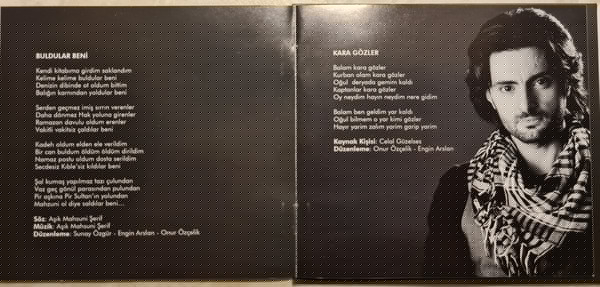 BULDULAR BENİ
Kendi kitabıma girdim saklandım
Kelime kelime buldular beni
Denizin dibinde al oldum bittim
Balığın karnından yoldular beni
Serden geçmez imiş sırrın verenler
Daha dönmez Hak yoluna girenler
Ramazan davulu oldum erenler
Vakitli vakitsiz çaldılar beni
Kadeh oldum elden ele verildim
Bir can buldum öldüm öldüm dirildim
Namaz postu oldum dosta serildim
Secdesiz Kıble'siz kıldılar beni
Sel kumaş yapılmaz tazı çulundan
Vaz geç gönül parasından pulundan
Pir aşkına Pir Sultan'ın yolundan
Mahzuni ol diye saldılar beni...
Söz: Aşık Mahsuni Şerif
Müzik: Aşık Mahsuni Şerif
Düzenleme: Sunay Özgür - Engin Arslan - Onur Özçelik
KARA GÖZLER
Balam kara gözler
Kurban olam kara gözler
Oğul deryada gemim kaldı
Kaptanlar kara gözler
Oy neydim hayın neydim nere gidim
Balam ben geldim yar kaldı
Oğul bilmem o yar kimi gözler
Hayır yarim zalım yarim garip yarim
Kaynak Kişisi: Celal Güzelses
Düzenleme: Onur Özçelik - Engin Arslan